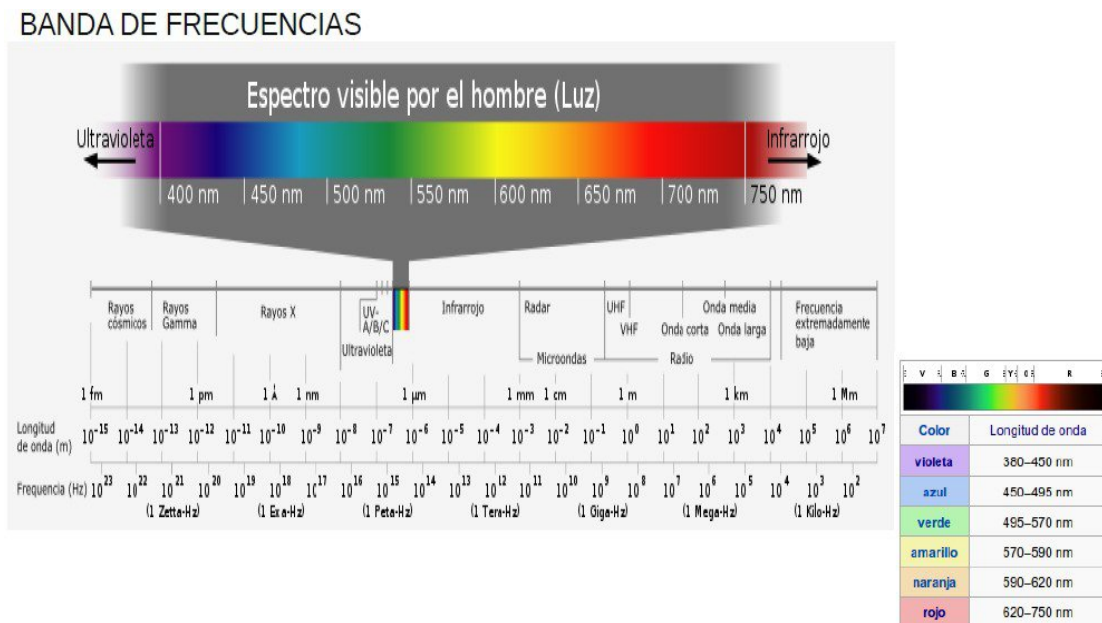 BANDA DE FRECUENCIAS
Espectro visible por el hombre (Luz)
Ultravioleta
Infrarrojo
400 nm 450 nm 500 nm 550 nm 600 nm 650 nm 700 nm 750 nm
Rayos cósmicos
Rayos Gamma
Rayos X
UV-A/B/C
Ultravioleta
Infrarrojo
Radar
Microondas
UHF
VHF
Onda corta
Onda media
Onda larga
Radio
Frecuencia extremadamente baja
1 fm 1 pm 1 Å 1 nm 1 µm 1 mm 1 cm 1 m 1 km 1 Mm
Longitud de onda (m) 10⁻¹⁵ 10⁻¹⁴ 10⁻¹³ 10⁻¹² 10⁻¹¹ 10⁻¹⁰ 10⁻⁹ 10⁻⁸ 10⁻⁷ 10⁻⁶ 10⁻⁵ 10⁻⁴ 10⁻³ 10⁻² 10⁻¹ 10⁰ 10¹ 10² 10³ 10⁴ 10⁵ 10⁶ 10⁷
Frequencia (Hz) 10²³ 10²² 10²¹ 10²⁰ 10¹⁹ 10¹⁸ 10¹⁷ 10¹⁶ 10¹⁵ 10¹⁴ 10¹³ 10¹² 10¹¹ 10¹⁰ 10⁹ 10⁸ 10⁷ 10⁶ 10⁵ 10⁴ 10³ 10²
(1 Zetta-Hz) (1 Exa-Hz) (1 Peta-Hz) (1 Tera-Hz) (1 Giga-Hz) (1 Mega-Hz) (1 Kilo-Hz)
V B G Y O R
Color Longitud de onda
violeta 380–450 nm
azul 450–495 nm
verde 495–570 nm
amarillo 570–590 nm
naranja 590–620 nm
rojo 620–750 nm